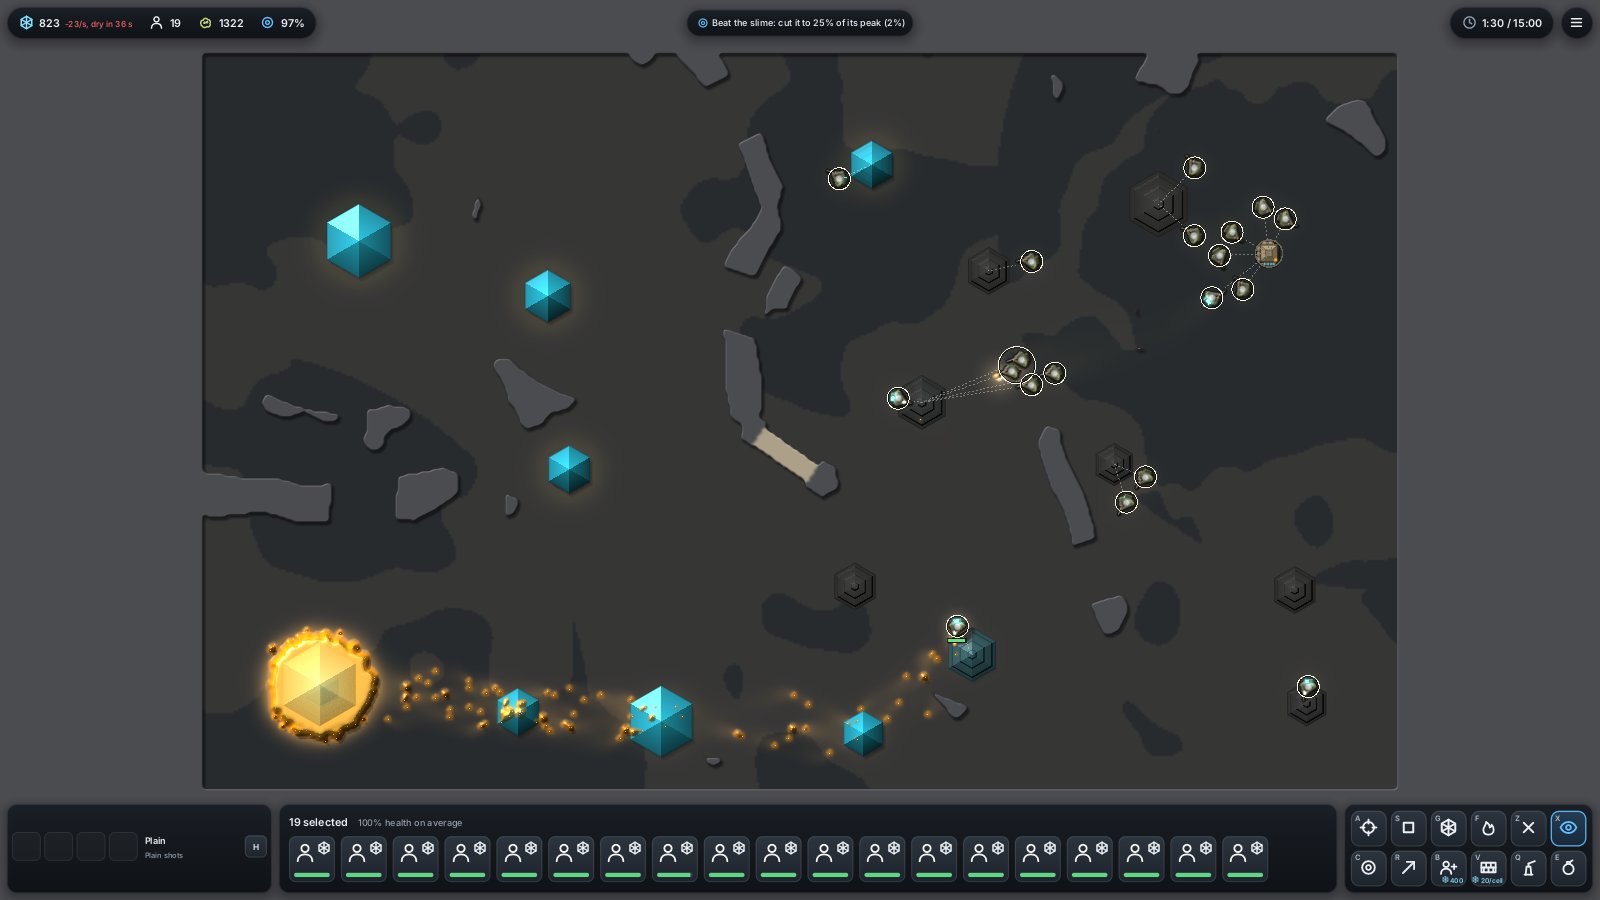 823 -23/s, dry in 36 s 19 1322 97%
Beat the slime: cut it to 25% of its peak (2%)
1:30 / 15:00
Plain
Plain shots
H
19 selected 100% health on average
A S G F Z X
C R B V Q E
400 20/cell